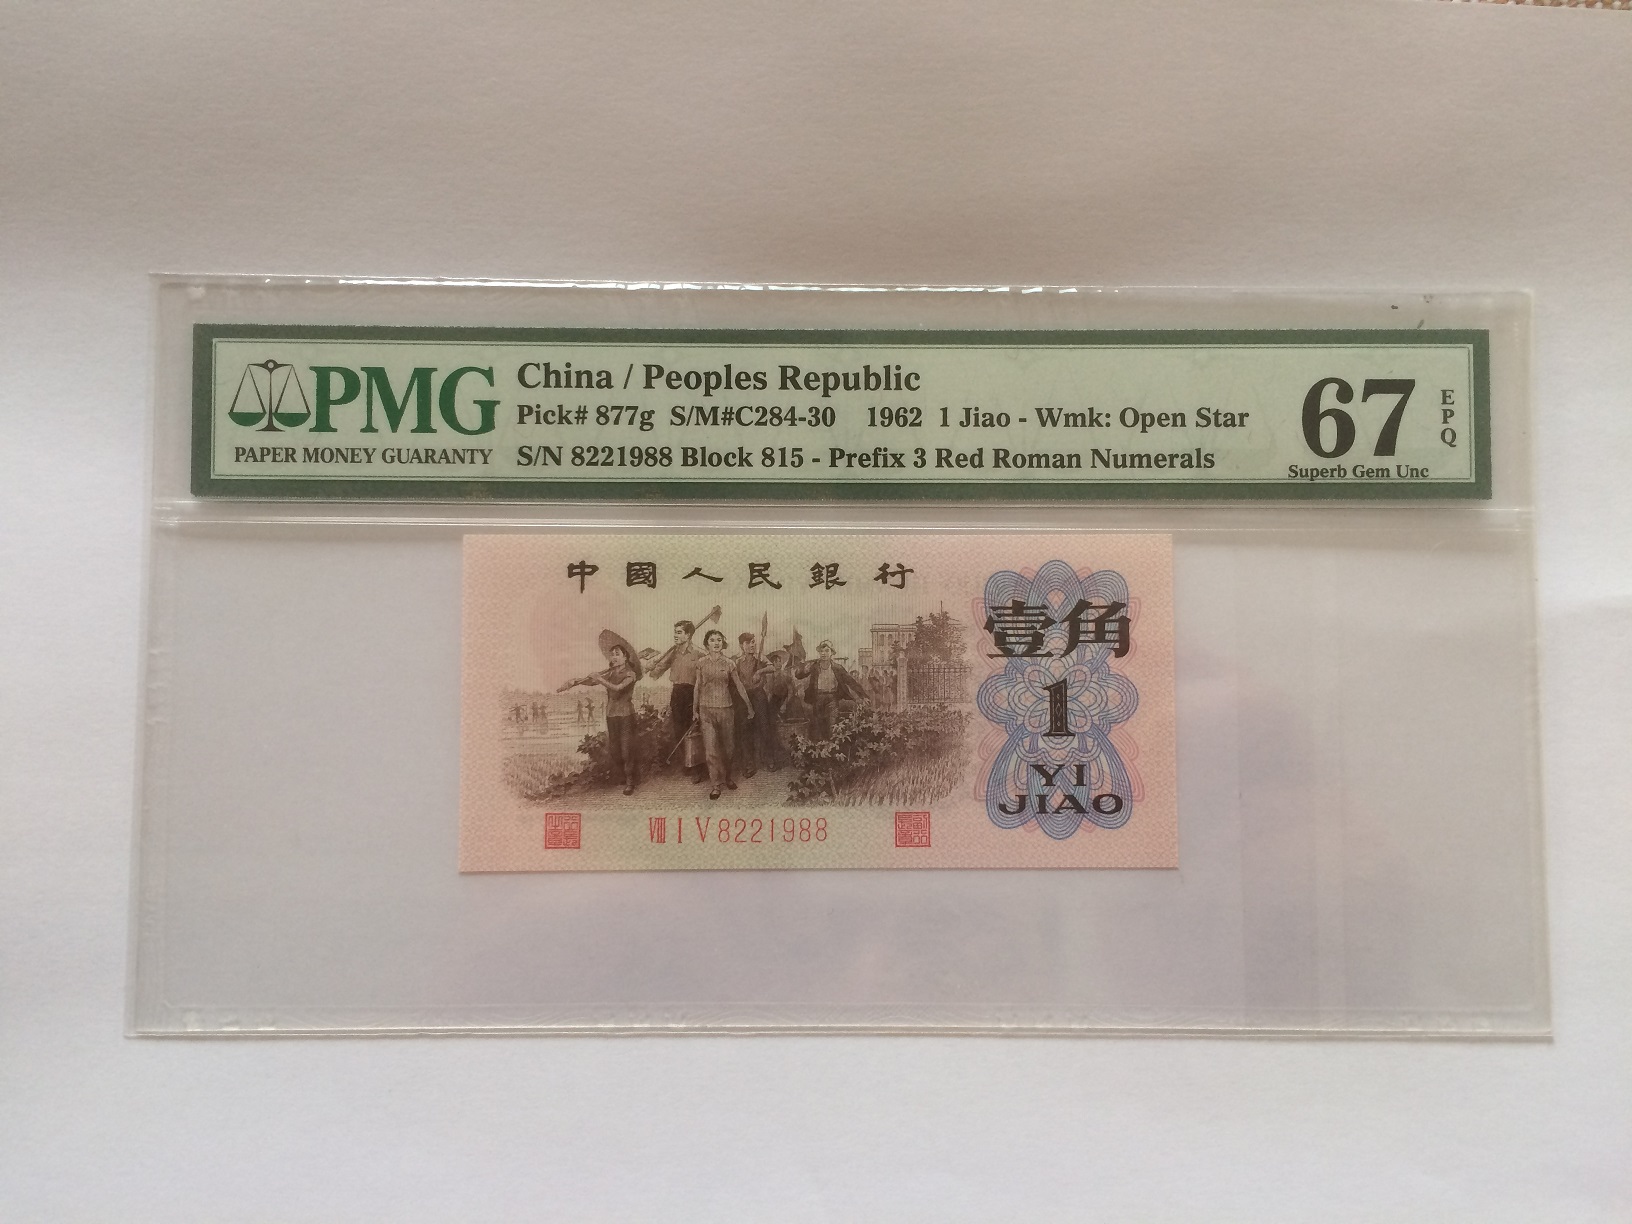 PMG
PAPER MONEY GUARANTY
China / Peoples Republic
Pick# 877g S/M#C284-30 1962 1 Jiao - Wmk: Open Star
S/N 8221988 Block 815 - Prefix 3 Red Roman Numerals
67
EPQ
Superb Gem Unc
中國人民銀行
壹角
1
YI
JIAO
VIII I V 8221988